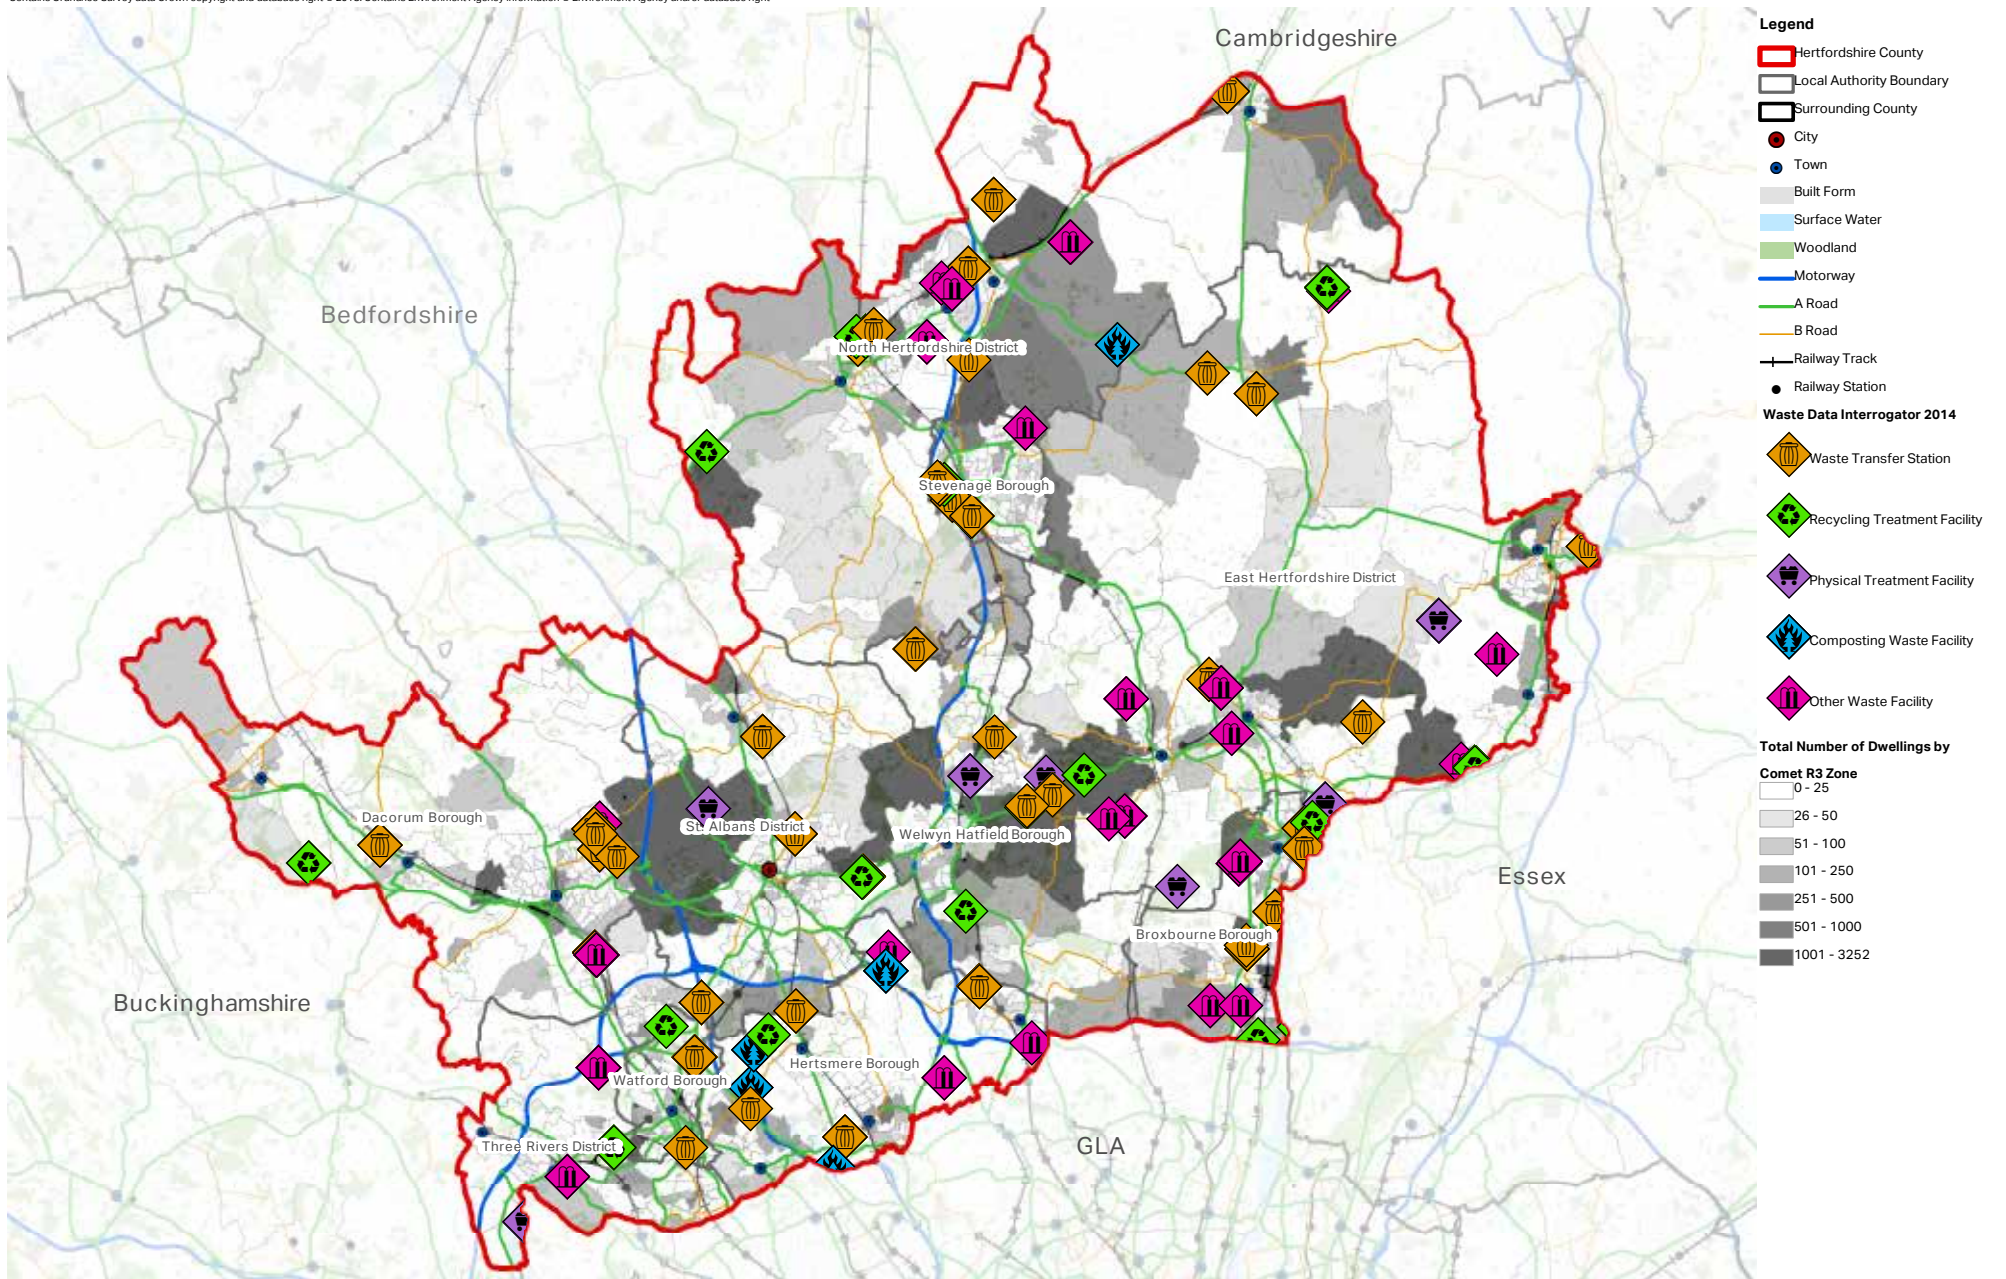 Cambridgeshire
Bedfordshire
North Hertfordshire District
Stevenage Borough
East Hertfordshire District
Dacorum Borough
St. Albans District
Welwyn Hatfield Borough
Essex
Broxbourne Borough
Buckinghamshire
Hertsmere Borough
Watford Borough
Three Rivers District
GLA
Legend
Hertfordshire County
Local Authority Boundary
Surrounding County
City
Town
Built Form
Surface Water
Woodland
Motorway
A Road
B Road
Railway Track
Railway Station
Waste Data Interrogator 2014
Waste Transfer Station
Recycling Treatment Facility
Physical Treatment Facility
Composting Waste Facility
Other Waste Facility
Total Number of Dwellings by
Comet R3 Zone
0 - 25
26 - 50
51 - 100
101 - 250
251 - 500
501 - 1000
1001 - 3252